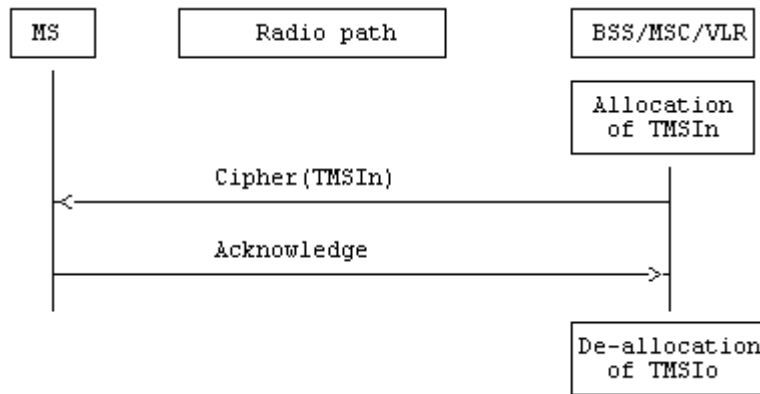 MS
Radio path
BSS/MSC/VLR
Allocation
of TMSIn
Cipher(TMSIn)
Acknowledge
De-allocation
of TMSIo